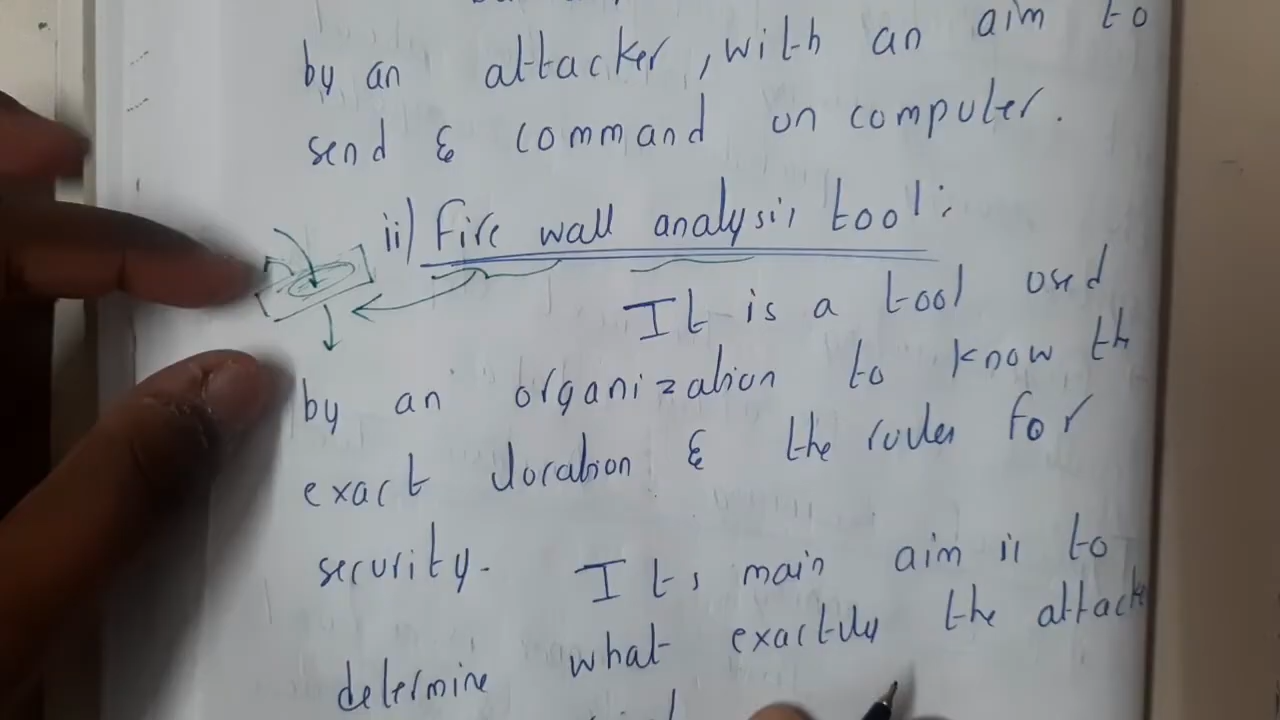 by an attacker, with an aim to
send & command on computer.
ii) Fire wall analysis tool:
It is a tool used
by an organization to know th
exact location & the rules for
security. Its main aim is to
determine what exactly the attack